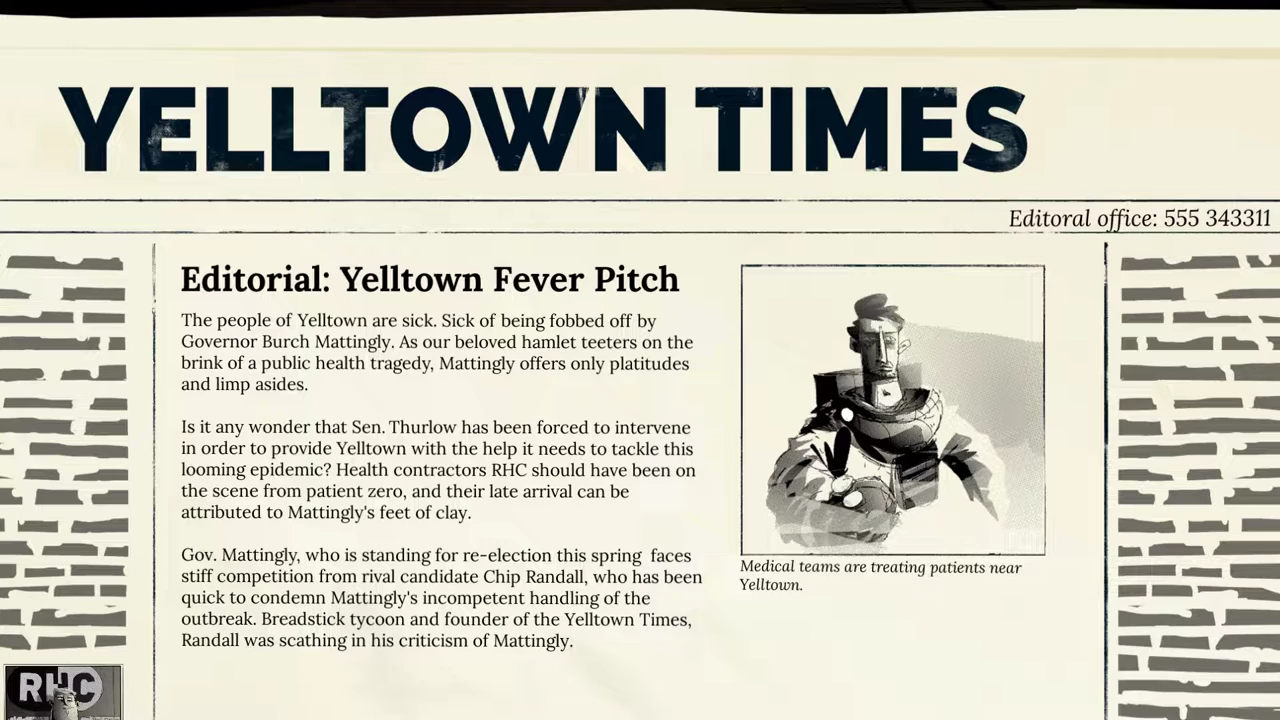 YELLTOWN TIMES
Editoral office: 555 343311
Editorial: Yelltown Fever Pitch
The people of Yelltown are sick. Sick of being fobbed off by
Governor Burch Mattingly. As our beloved hamlet teeters on the
brink of a public health tragedy, Mattingly offers only platitudes
and limp asides.
Is it any wonder that Sen. Thurlow has been forced to intervene
in order to provide Yelltown with the help it needs to tackle this
looming epidemic? Health contractors RHC should have been on
the scene from patient zero, and their late arrival can be
attributed to Mattingly's feet of clay.
Gov. Mattingly, who is standing for re-election this spring  faces
stiff competition from rival candidate Chip Randall, who has been
quick to condemn Mattingly's incompetent handling of the
outbreak. Breadstick tycoon and founder of the Yelltown Times,
Randall was scathing in his criticism of Mattingly.
Medical teams are treating patients near
Yelltown.
RHC